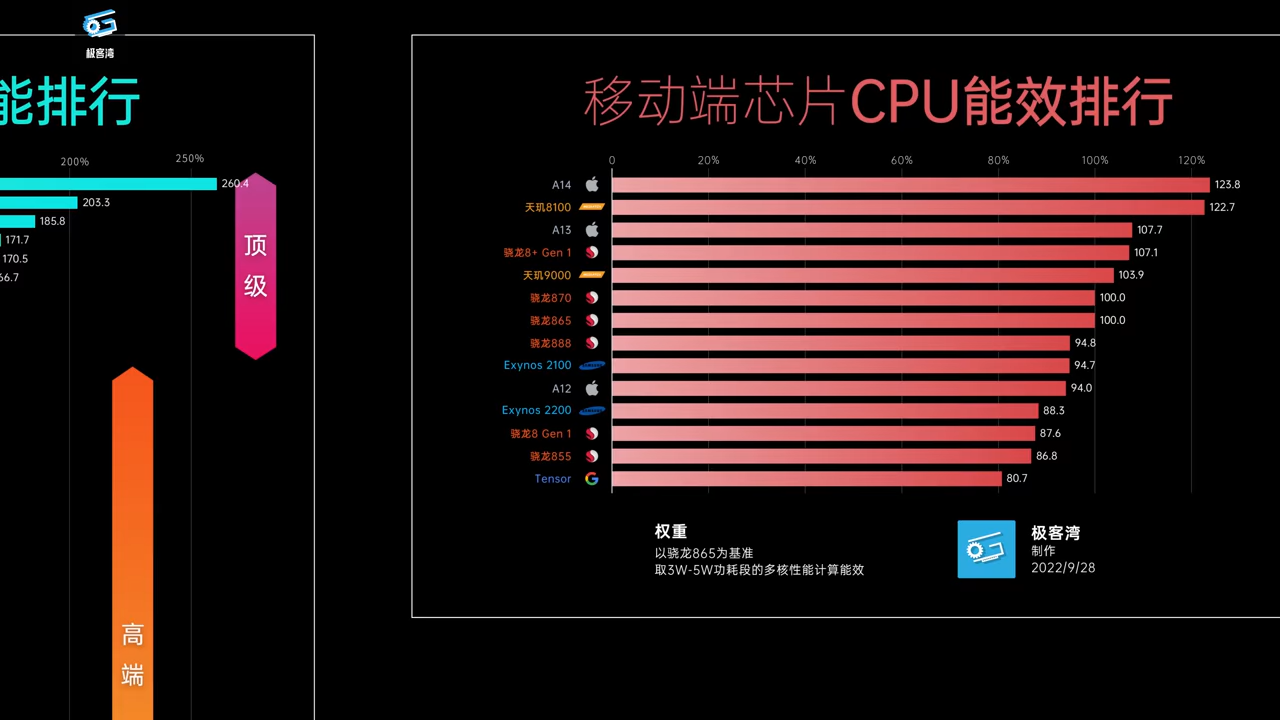 极客湾
能排行
200%
250%
260.4
203.3
185.8
171.7
170.5
66.7
顶
级
高
端
移动端芯片CPU能效排行
0 20% 40% 60% 80% 100% 120%
A14 123.8
天玑8100 122.7
A13 107.7
骁龙8+ Gen 1 107.1
天玑9000 103.9
骁龙870 100.0
骁龙865 100.0
骁龙888 94.8
Exynos 2100 94.7
A12 94.0
Exynos 2200 88.3
骁龙8 Gen 1 87.6
骁龙855 86.8
Tensor 80.7
权重
以骁龙865为基准
取3W-5W功耗段的多核性能计算能效
极客湾
制作
2022/9/28